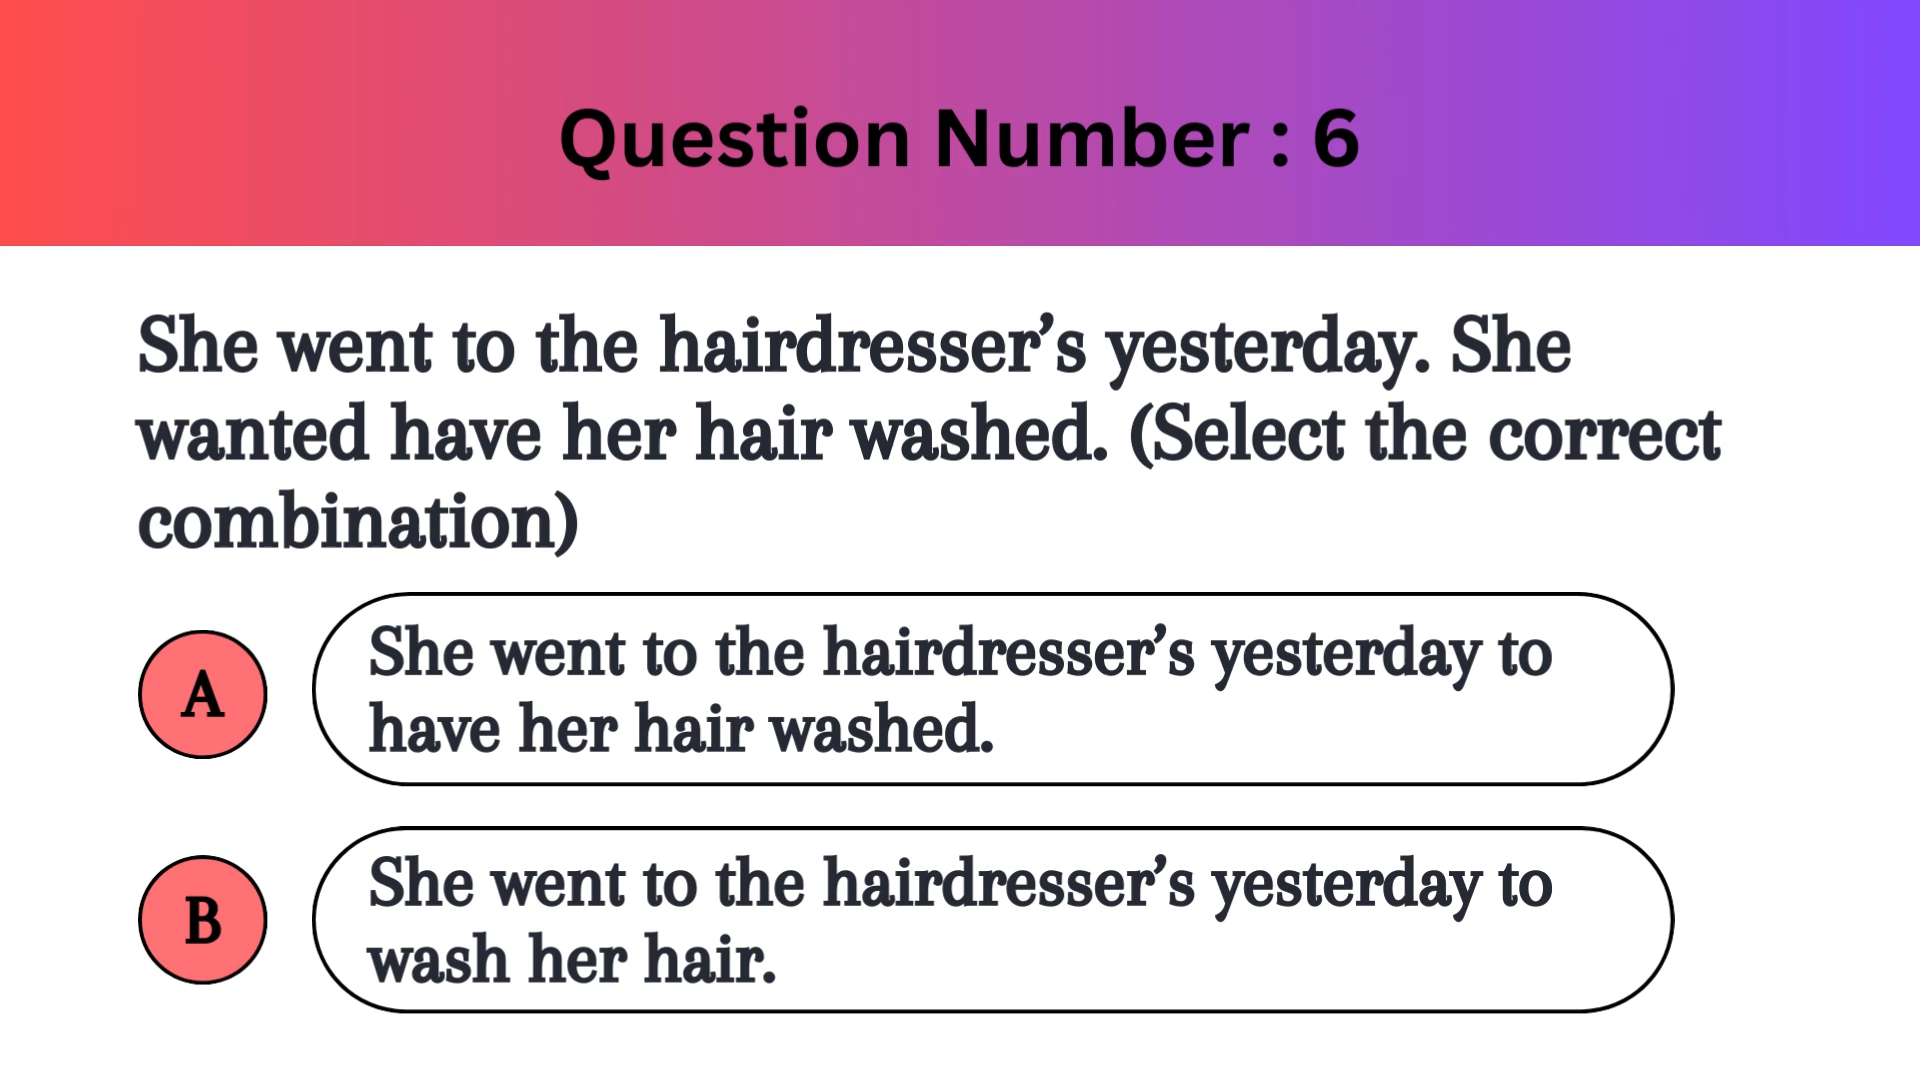 Question Number : 6
She went to the hairdresser’s yesterday. She
wanted have her hair washed. (Select the correct
combination)
A
She went to the hairdresser’s yesterday to
have her hair washed.
B
She went to the hairdresser’s yesterday to
wash her hair.